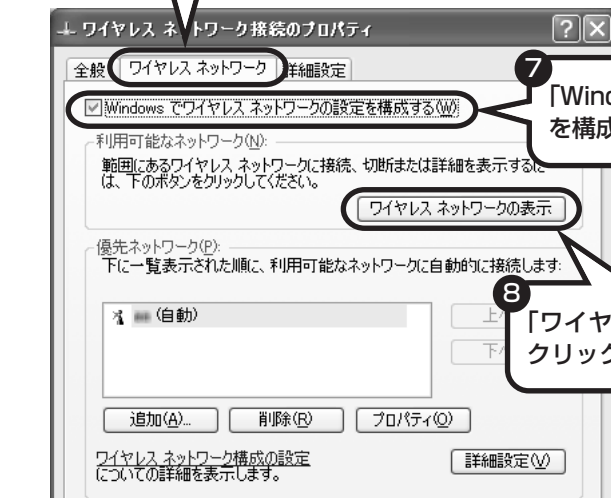 ワイヤレス ネットワーク接続のプロパティ
全般 ワイヤレス ネットワーク 詳細設定
7
「Wind
を構成
Windows でワイヤレス ネットワークの設定を構成する(W)
利用可能なネットワーク(N):
範囲にあるワイヤレス ネットワークに接続、切断または詳細を表示するに
は、下のボタンをクリックしてください。
ワイヤレス ネットワークの表示
優先ネットワーク(P):
下に一覧表示された順に、利用可能なネットワークに自動的に接続します:
8
「ワイヤ
クリック
(自動)
上へ
下へ
追加(A)... 削除(R) プロパティ(O)
ワイヤレス ネットワーク構成の設定
についての詳細を表示します。
詳細設定(V)